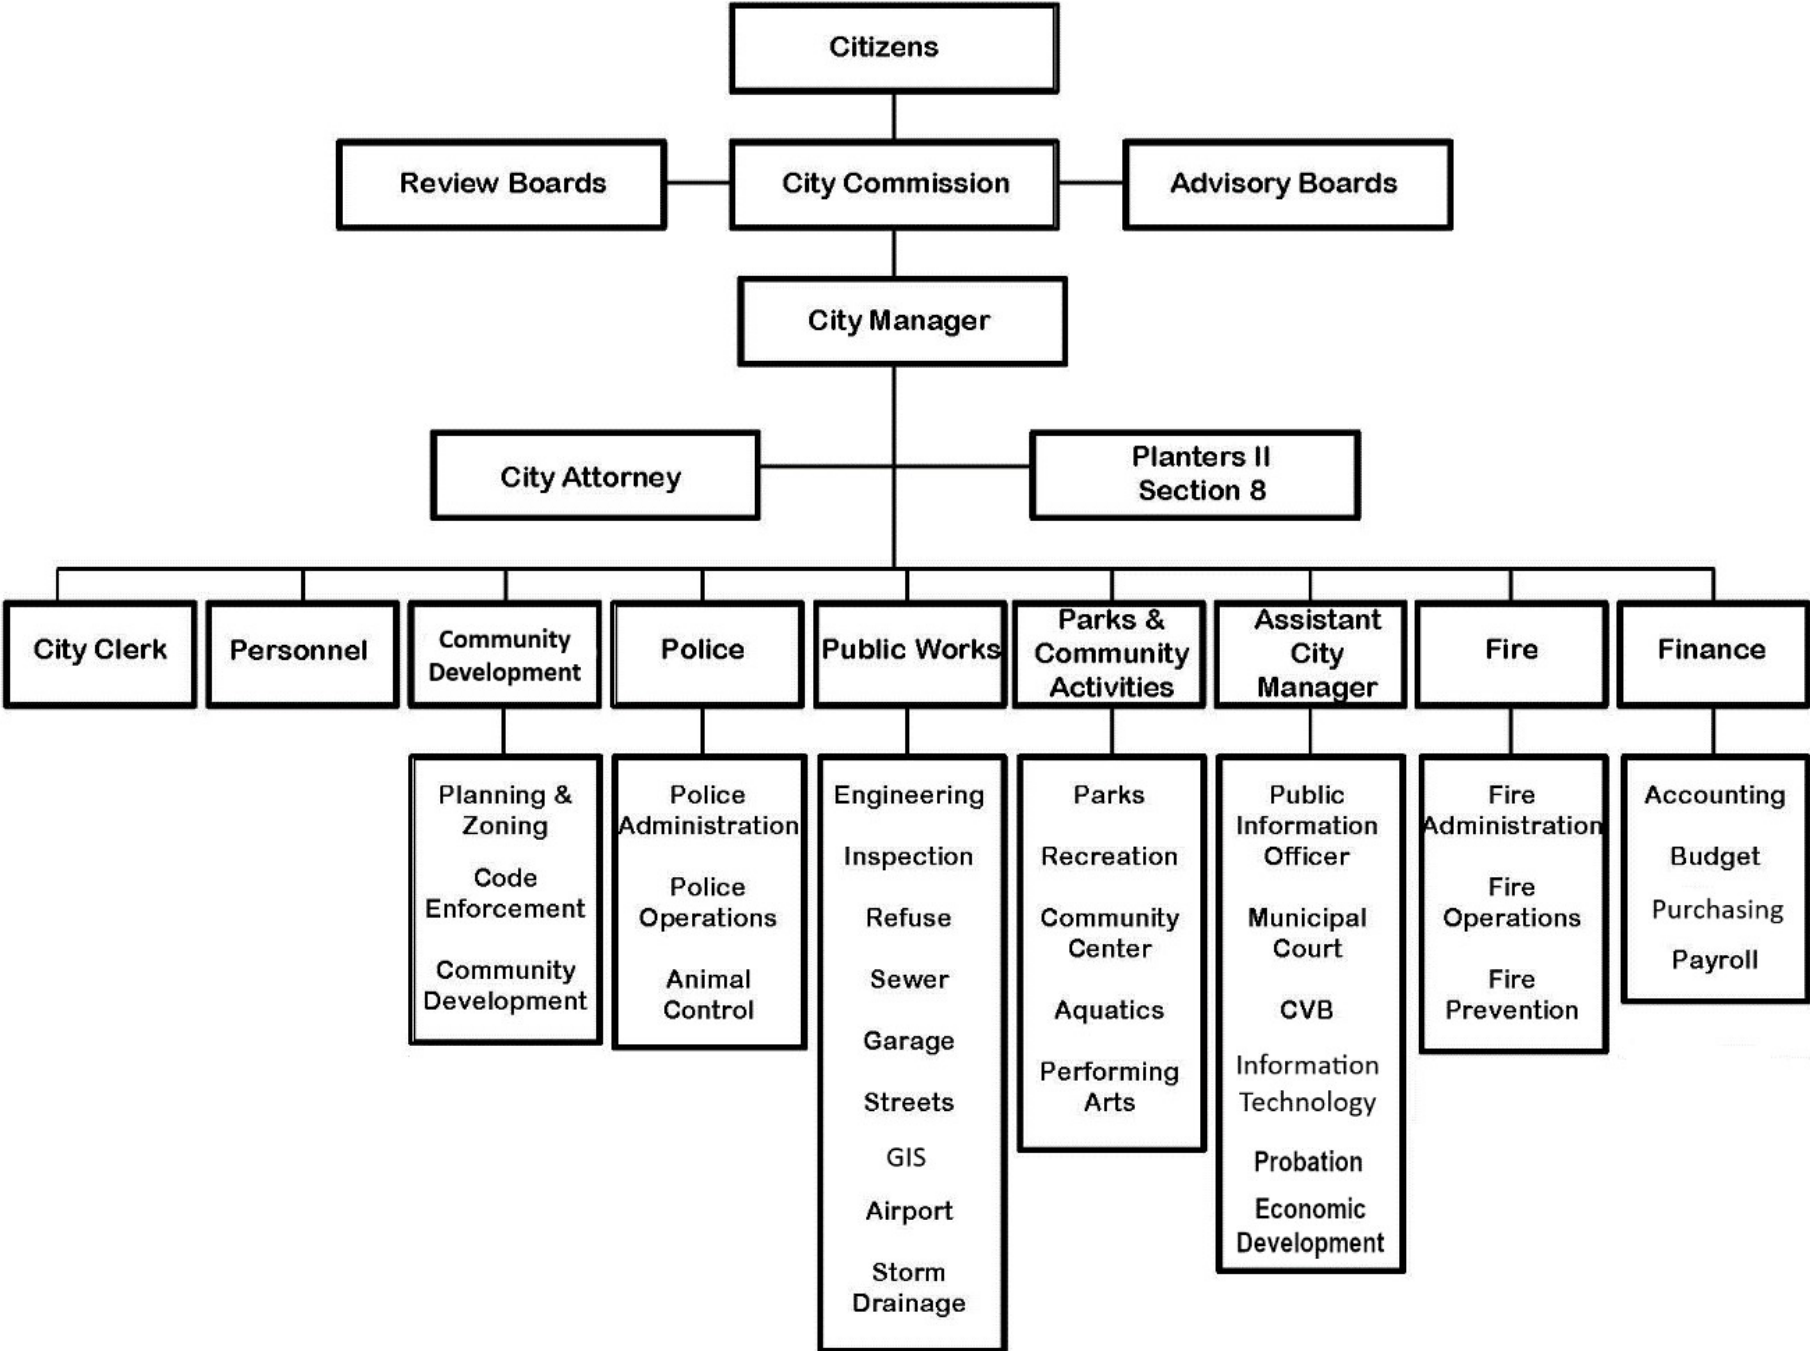 Citizens
Review Boards
City Commission
Advisory Boards
City Manager
City Attorney
Planters II
Section 8
City Clerk
Personnel
Community
Development
Police
Public Works
Parks &
Community
Activities
Assistant
City
Manager
Fire
Finance
Planning &
Zoning
Code
Enforcement
Community
Development
Police
Administration
Police
Operations
Animal
Control
Engineering
Inspection
Refuse
Sewer
Garage
Streets
GIS
Airport
Storm
Drainage
Parks
Recreation
Community
Center
Aquatics
Performing
Arts
Public
Information
Officer
Municipal
Court
CVB
Information
Technology
Probation
Economic
Development
Fire
Administration
Fire
Operations
Fire
Prevention
Accounting
Budget
Purchasing
Payroll